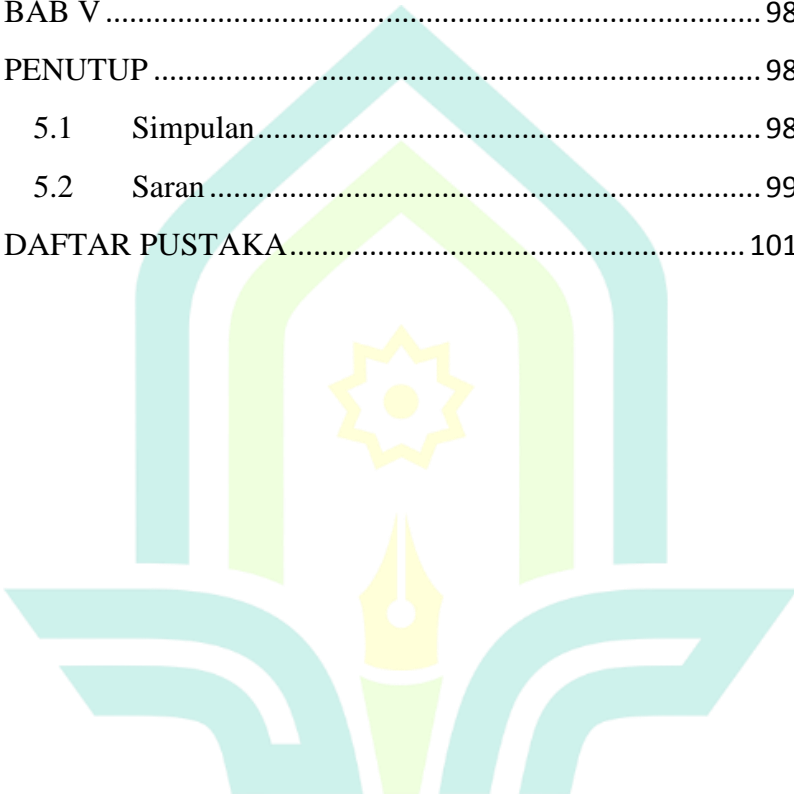 BAB V ........................................................................................ 98
PENUTUP ................................................................................. 98
5.1 Simpulan ................................................................... 98
5.2 Saran ......................................................................... 99
DAFTAR PUSTAKA ............................................................. 101